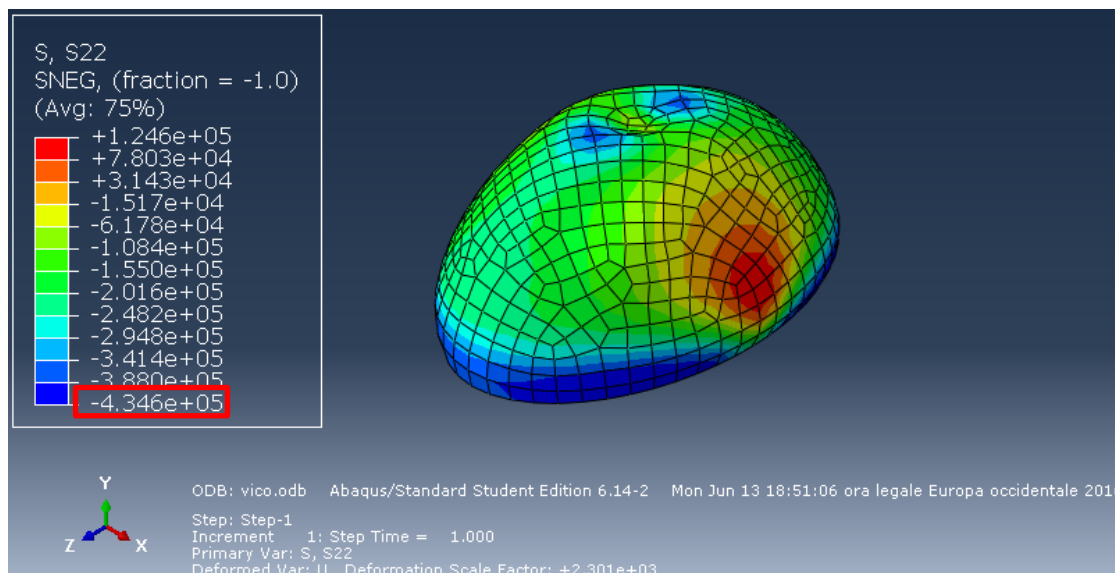 S, S22
SNEG, (fraction = -1.0)
(Avg: 75%)
+1.246e+05
+7.803e+04
+3.143e+04
-1.517e+04
-6.178e+04
-1.084e+05
-1.550e+05
-2.016e+05
-2.482e+05
-2.948e+05
-3.414e+05
-3.880e+05
-4.346e+05
Y
Z
X
ODB: vico.odb Abaqus/Standard Student Edition 6.14-2 Mon Jun 13 18:51:06 ora legale Europa occidentale
Step: Step-1
Increment 1: Step Time = 1.000
Primary Var: S, S22
Deformed Var: U Deformation Scale Factor: +2.301e+03